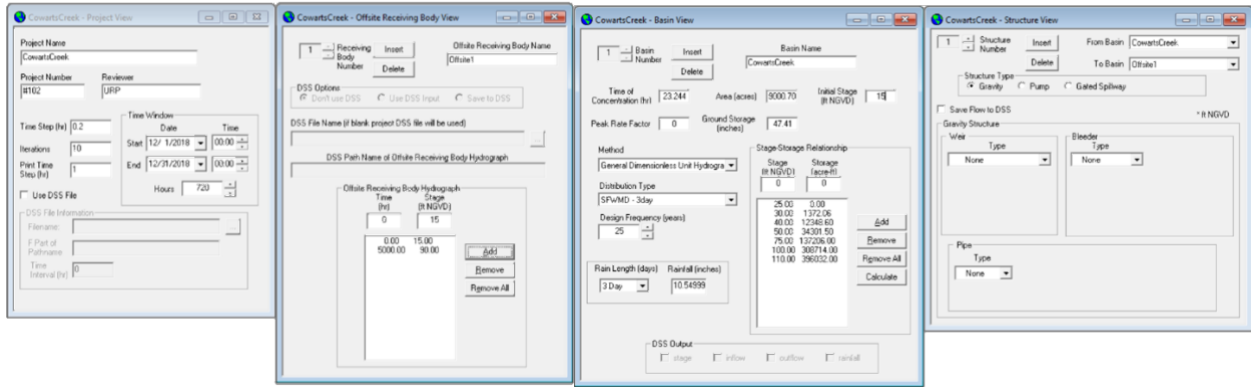 CowartsCreek - Project View
Project Name
CowartsCreek
Project Number Reviewer
#102 URP
Time Step (hr) 0.2
Iterations 10
Print Time Step (hr) 1
Use DSS File
Time Window
Date Time
Start 12/ 1/2018 00:00
End 12/31/2018 00:00
Hours 720
DSS File Information
Filename:
F Part of Pathname
Time Interval (hr) 0
CowartsCreek - Offsite Receiving Body View
1 Receiving Body Number
Insert
Delete
Offsite Receiving Body Name
Offsite1
DSS Options
Don't use DSS Use DSS Input Save to DSS
DSS File Name (if blank project DSS file will be used)
DSS Path Name of Offsite Receiving Body Hydrograph
Offsite Receiving Body Hydrograph
Time (hr) Stage (ft NGVD)
0 15
0.00 15.00
5000.00 90.00
Add
Remove
Remove All
CowartsCreek - Basin View
1 Basin Number
Insert
Delete
Basin Name
CowartsCreek
Time of Concentration (hr) 23.244
Area (acres) 9000.70
Initial Stage (ft NGVD) 15
Peak Rate Factor 0
Ground Storage (inches) 47.41
Method
General Dimensionless Unit Hydrogra
Distribution Type
SFWMD - 3day
Design Frequency (years)
25
Rain Length (days) Rainfall (inches)
3 Day 10.54999
Stage-Storage Relationship
Stage (ft NGVD) Storage (acre-ft)
0 0
25.00 0.00
30.00 1372.06
40.00 12348.60
50.00 34301.50
75.00 137206.00
100.00 308714.00
110.00 396032.00
Add
Remove
Remove All
Calculate
DSS Output
stage inflow outflow rainfall
CowartsCreek - Structure View
1 Structure Number
Insert
Delete
From Basin CowartsCreek
To Basin Offsite1
Structure Type
Gravity Pump Gated Spillway
Save Flow to DSS
* ft NGVD
Gravity Structure
Weir
Type
None
Bleeder
Type
None
Pipe
Type
None